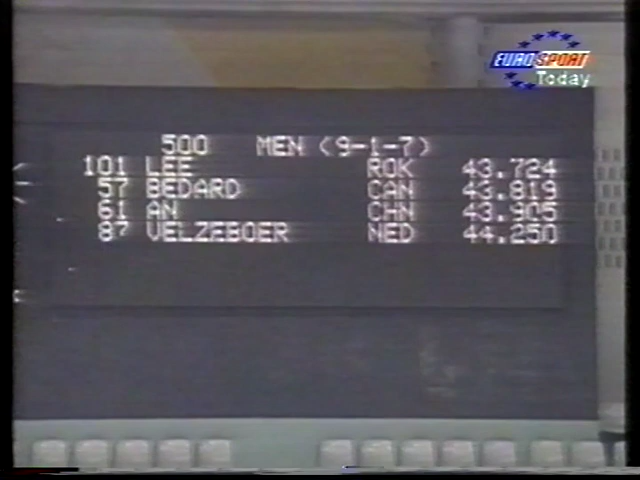 EUROSPORT
Today
500 MEN (9-1-7)
101 LEE ROK 43.724
57 BEDARD CAN 43.819
61 AN CHN 43.905
87 VELZEBOER NED 44.250